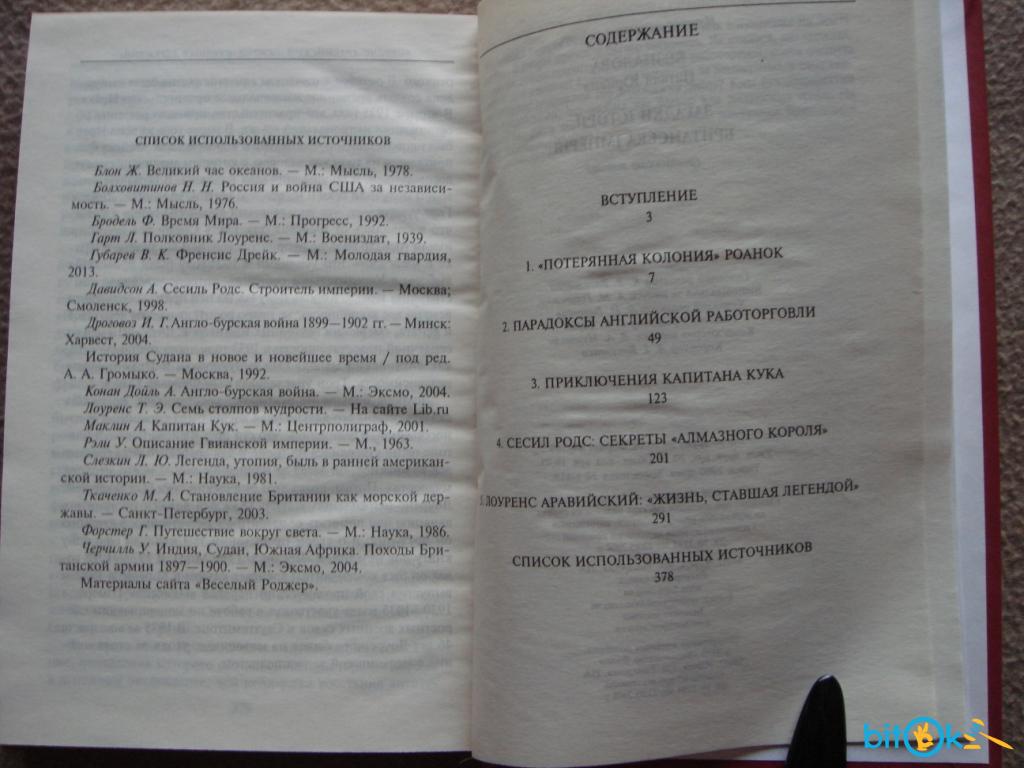 СПИСОК ИСПОЛЬЗОВАННЫХ ИСТОЧНИКОВ
Блон Ж. Великий час океанов. — М.: Мысль, 1978.
Болховитинов Н. Н. Россия и война США за независи-
мость. — М.: Мысль, 1976.
Бродель Ф. Время Мира. — М.: Прогресс, 1992.
Гарт Л. Полковник Лоуренс. — М.: Воениздат, 1939.
Губарев В. К. Френсис Дрейк. — М.: Молодая гвардия,
2013.
Давидсон А. Сесиль Родс. Строитель империи. — Москва;
Смоленск, 1998.
Дроговоз И. Г. Англо-бурская война 1899—1902 гг. — Минск:
Харвест, 2004.
История Судана в новое и новейшее время / под ред.
А. А. Громыко. — Москва, 1992.
Конан Дойль А. Англо-бурская война. — М.: Эксмо, 2004.
Лоуренс Т. Э. Семь столпов мудрости. — На сайте Lib.ru
Маклин А. Капитан Кук. — М.: Центрполиграф, 2001.
Рэли У. Описание Гвианской империи. — М., 1963.
Слезкин Л. Ю. Легенда, утопия, быль в ранней американ-
ской истории. — М.: Наука, 1981.
Ткаченко М. А. Становление Британии как морской дер-
жавы. — Санкт-Петербург, 2003.
Форстер Г. Путешествие вокруг света. — М.: Наука, 1986.
Черчилль У. Индия, Судан, Южная Африка. Походы Бри-
танской армии 1897—1900. — М.: Эксмо, 2004.
Материалы сайта «Веселый Роджер».
СОДЕРЖАНИЕ
ВСТУПЛЕНИЕ
3
1. «ПОТЕРЯННАЯ КОЛОНИЯ» РОАНОК
7
2. ПАРАДОКСЫ АНГЛИЙСКОЙ РАБОТОРГОВЛИ
49
3. ПРИКЛЮЧЕНИЯ КАПИТАНА КУКА
123
4. СЕСИЛ РОДС: СЕКРЕТЫ «АЛМАЗНОГО КОРОЛЯ»
201
ЛОУРЕНС АРАВИЙСКИЙ: «ЖИЗНЬ, СТАВШАЯ ЛЕГЕНДОЙ»
291
СПИСОК ИСПОЛЬЗОВАННЫХ ИСТОЧНИКОВ
378
bitok